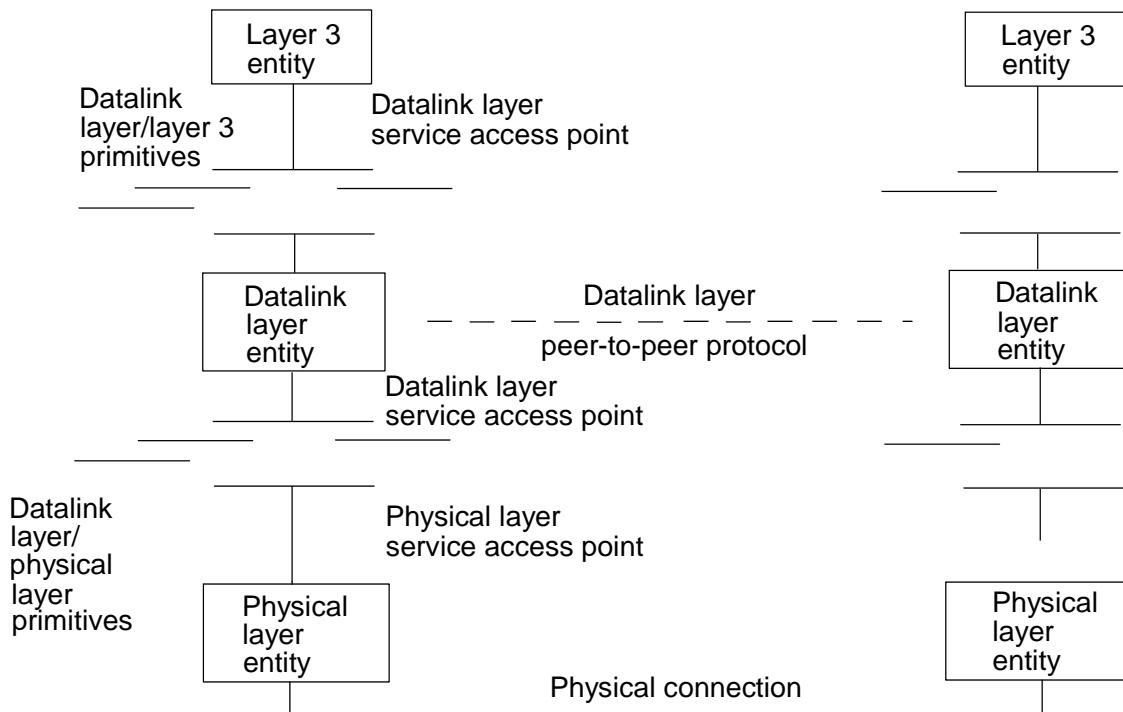 Layer 3
entity
Layer 3
entity
Datalink
layer/layer 3
primitives
Datalink layer
service access point
Datalink
layer
entity
Datalink layer
peer-to-peer protocol
Datalink
layer
entity
Datalink layer
service access point
Datalink
layer/
physical
layer
primitives
Physical layer
service access point
Physical
layer
entity
Physical connection
Physical
layer
entity